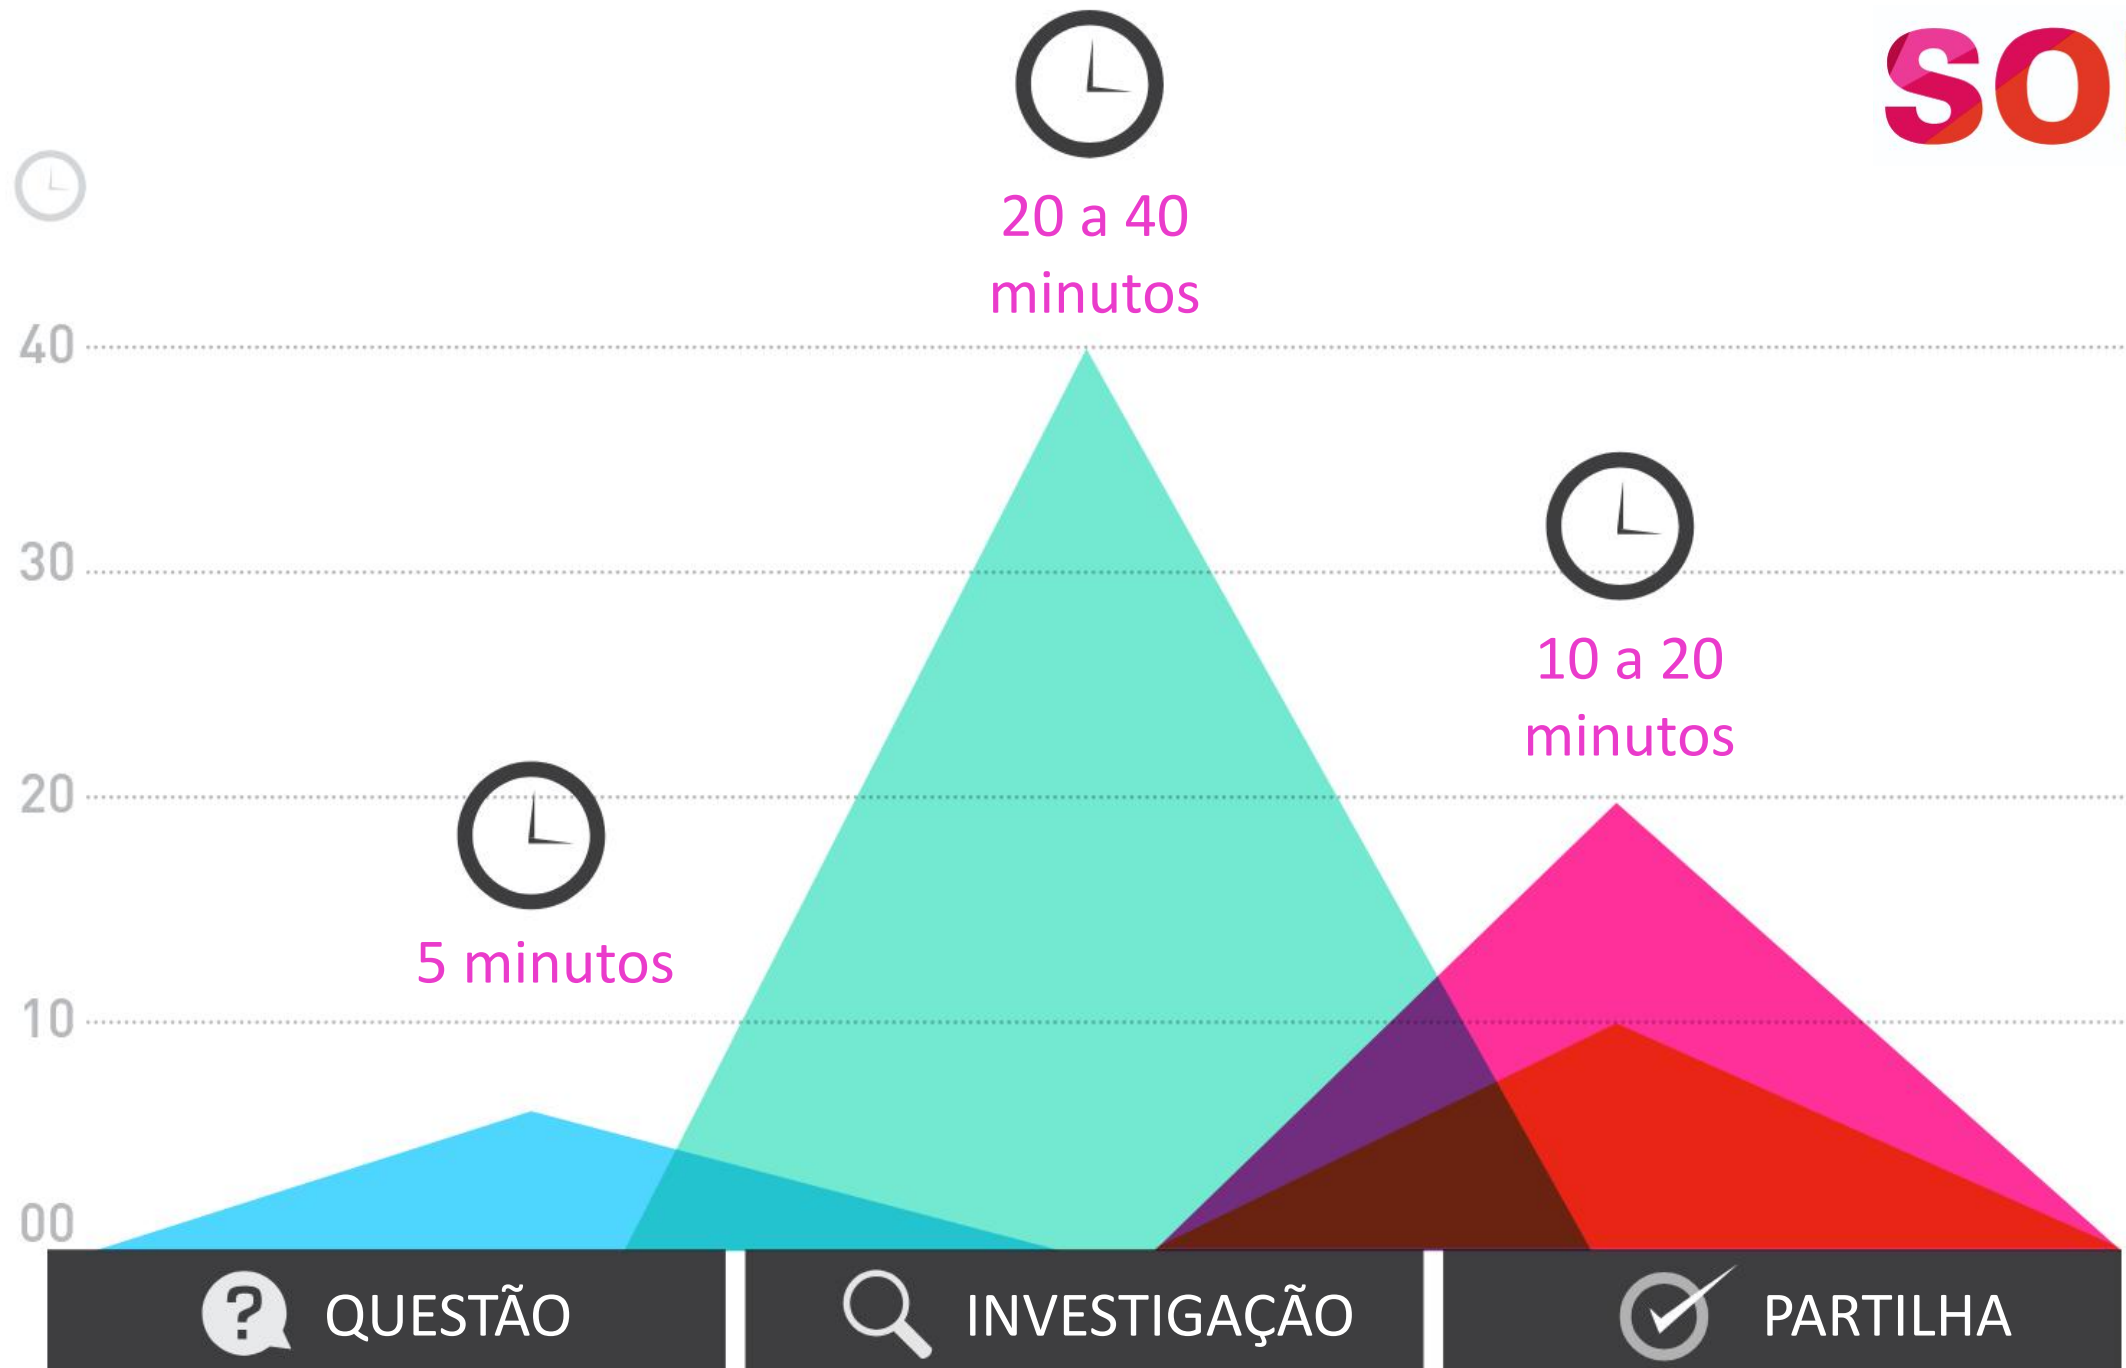 SO
20 a 40
minutos
40
30
10 a 20
minutos
20
5 minutos
10
00
? QUESTÃO
INVESTIGAÇÃO
PARTILHA